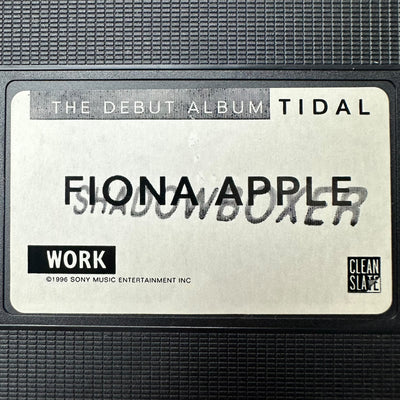 THE DEBUT ALBUM TIDAL
FIONA APPLE
SHADOWBOXER
WORK
©1996 SONY MUSIC ENTERTAINMENT INC
CLEAN
SLATE